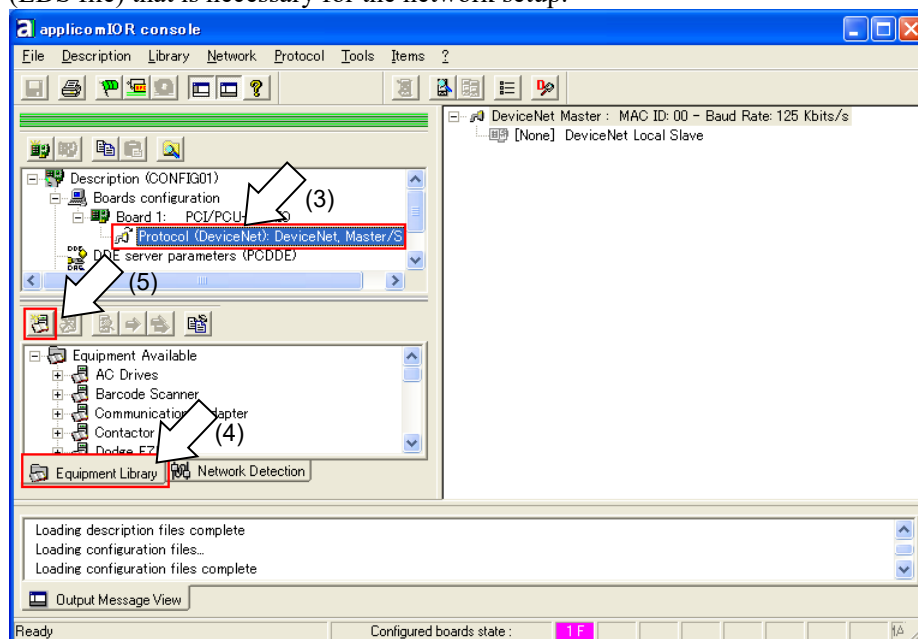 (EDS file) that is necessary for the network setup.
applicomIOR console
File Description Library Network Protocol Tools Items ?
DeviceNet Master : MAC ID: 00 - Baud Rate: 125 Kbits/s
[None] DeviceNet Local Slave
Description (CONFIG01)
Boards configuration
(3)
Board 1: PCI/PCU-
Protocol (DeviceNet): DeviceNet, Master/S
DDE server parameters (PCDDE)
(5)
Equipment Available
AC Drives
Barcode Scanner
Communication
Contactor
(4)
Dodge EZ
Equipment Library
Network Detection
Loading description files complete
Loading configuration files...
Loading configuration files complete
Output Message View
Ready
Configured boards state :
1 F